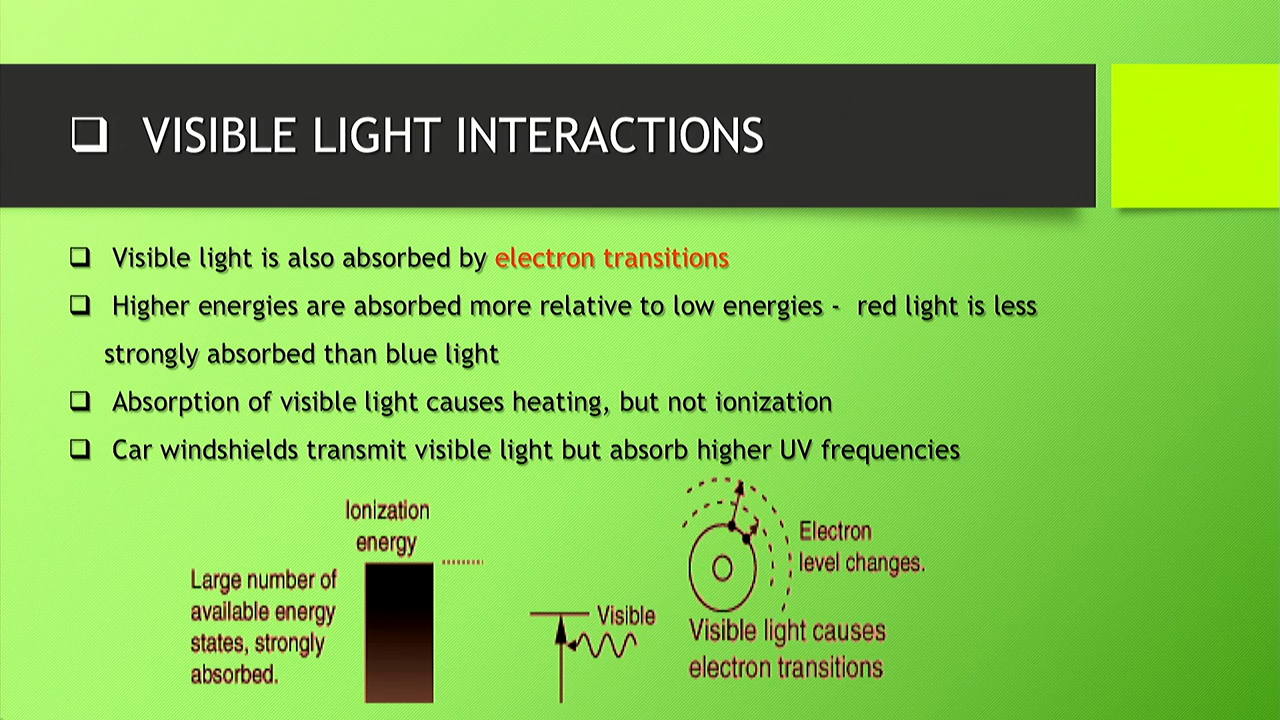 ❑ VISIBLE LIGHT INTERACTIONS
❑ Visible light is also absorbed by electron transitions
❑ Higher energies are absorbed more relative to low energies - red light is less
strongly absorbed than blue light
❑ Absorption of visible light causes heating, but not ionization
❑ Car windshields transmit visible light but absorb higher UV frequencies
Ionization
energy
Large number of
available energy
states, strongly
absorbed.
Visible
Electron
level changes.
Visible light causes
electron transitions